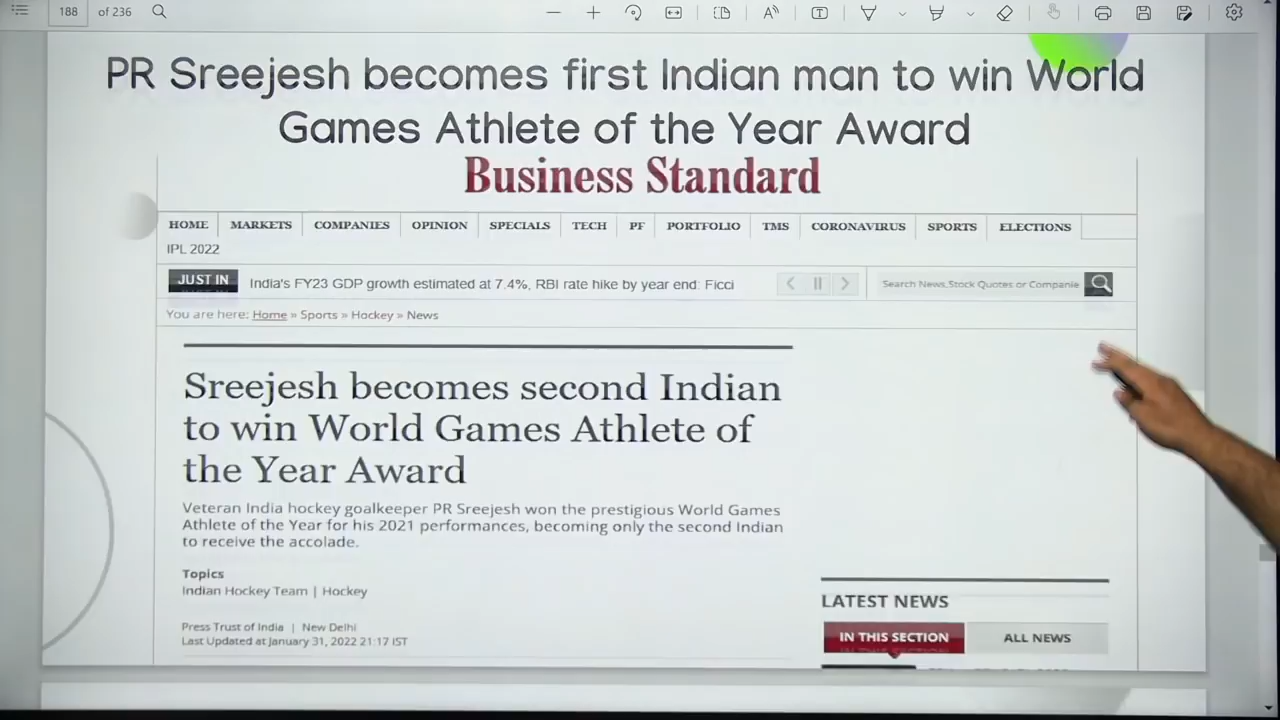 188 of 236
PR Sreejesh becomes first Indian man to win World
Games Athlete of the Year Award
Business Standard
HOME MARKETS COMPANIES OPINION SPECIALS TECH PF PORTFOLIO TMS CORONAVIRUS SPORTS ELECTIONS
IPL 2022
JUST IN India's FY23 GDP growth estimated at 7.4%, RBI rate hike by year end: Ficci
Search News,Stock Quotes or Companie
You are here: Home » Sports » Hockey » News
Sreejesh becomes second Indian
to win World Games Athlete of
the Year Award
Veteran India hockey goalkeeper PR Sreejesh won the prestigious World Games
Athlete of the Year for his 2021 performances, becoming only the second Indian
to receive the accolade.
Topics
Indian Hockey Team | Hockey
Press Trust of India | New Delhi
Last Updated at January 31, 2022 21:17 IST
LATEST NEWS
IN THIS SECTION ALL NEWS